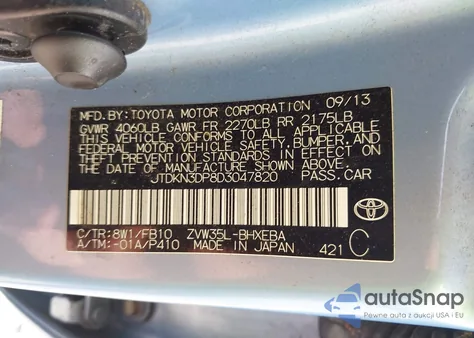 MFD. BY: TOYOTA MOTOR CORPORATION 09/13
GVWR 4060LB GAWR FR 2270LB RR 2175LB
THIS VEHICLE CONFORMS TO ALL APPLICABLE
FEDERAL MOTOR VEHICLE SAFETY, BUMPER, AND
THEFT PREVENTION STANDARDS IN EFFECT ON
THE DATE OF MANUFACTURE SHOWN ABOVE.
JTDKN3DP8D3047820 PASS. CAR
C/TR: 8W1/FB10 ZVW35L-BHXEBA
A/TM: -01A/P410 MADE IN JAPAN 421 C
autoSnap
Pewne auto z aukcji USA i EU